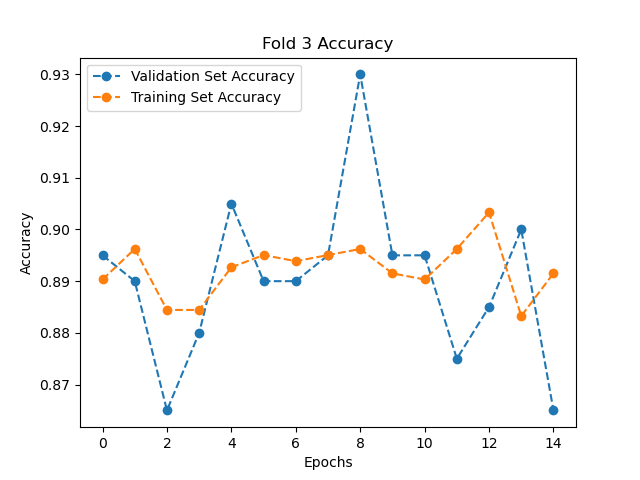 Fold 3 Accuracy
Validation Set Accuracy
Training Set Accuracy
0.93
0.92
0.91
0.90
0.89
0.88
0.87
Accuracy
0 2 4 6 8 10 12 14
Epochs